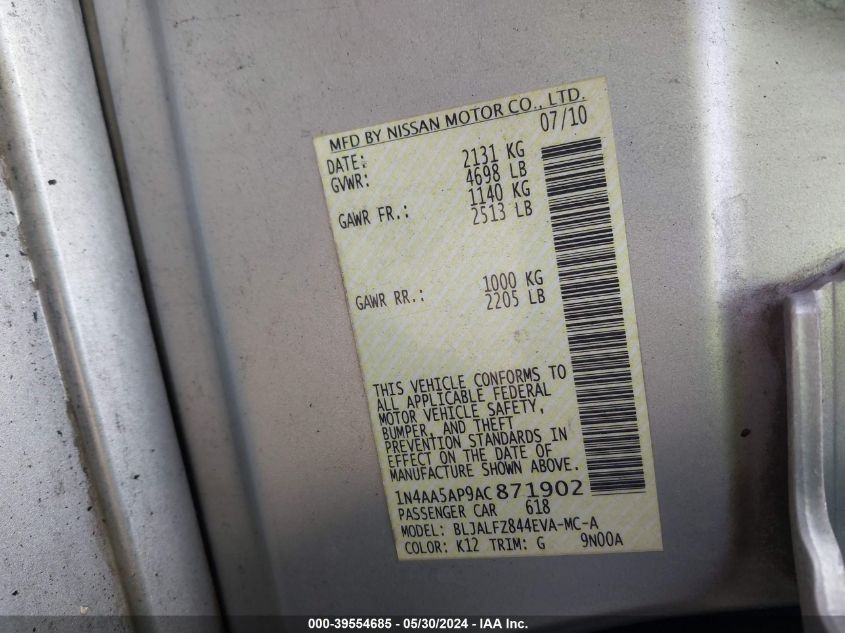 MFD BY NISSAN MOTOR CO., LTD.
DATE: 07/10
GVWR: 2131 KG
4698 LB
GAWR FR.: 1140 KG
2513 LB
GAWR RR.: 1000 KG
2205 LB
THIS VEHICLE CONFORMS TO
ALL APPLICABLE FEDERAL
MOTOR VEHICLE SAFETY,
BUMPER, AND THEFT
PREVENTION STANDARDS IN
EFFECT ON THE DATE OF
MANUFACTURE SHOWN ABOVE.
1N4AA5AP9AC871902
PASSENGER CAR 618
MODEL: BLJALFZ844EVA-MC-A
COLOR: K12 TRIM: G 9N00A
000-39554685 - 05/30/2024 - IAA Inc.